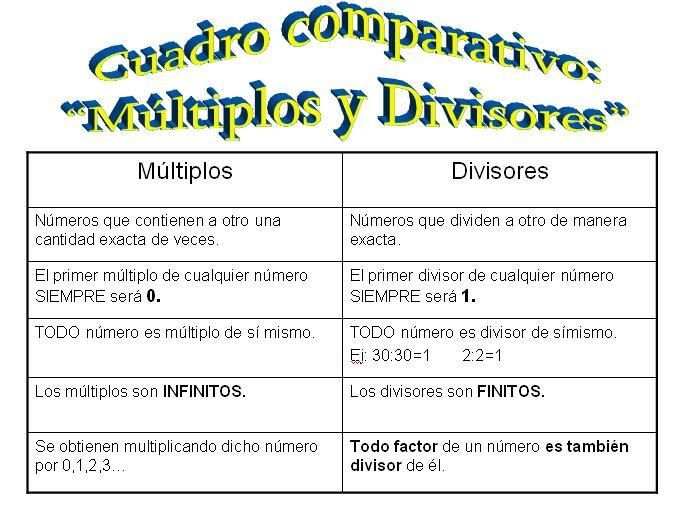 Cuadro comparativo:
“Múltiplos y Divisores”
Múltiplos
Divisores
Números que contienen a otro una
cantidad exacta de veces.
Números que dividen a otro de manera
exacta.
El primer múltiplo de cualquier número
SIEMPRE será 0.
El primer divisor de cualquier número
SIEMPRE será 1.
TODO número es múltiplo de sí mismo.
TODO número es divisor de símismo.
Ej: 30:30=1 2:2=1
Los múltiplos son INFINITOS.
Los divisores son FINITOS.
Se obtienen multiplicando dicho número
por 0,1,2,3…
Todo factor de un número es también
divisor de él.